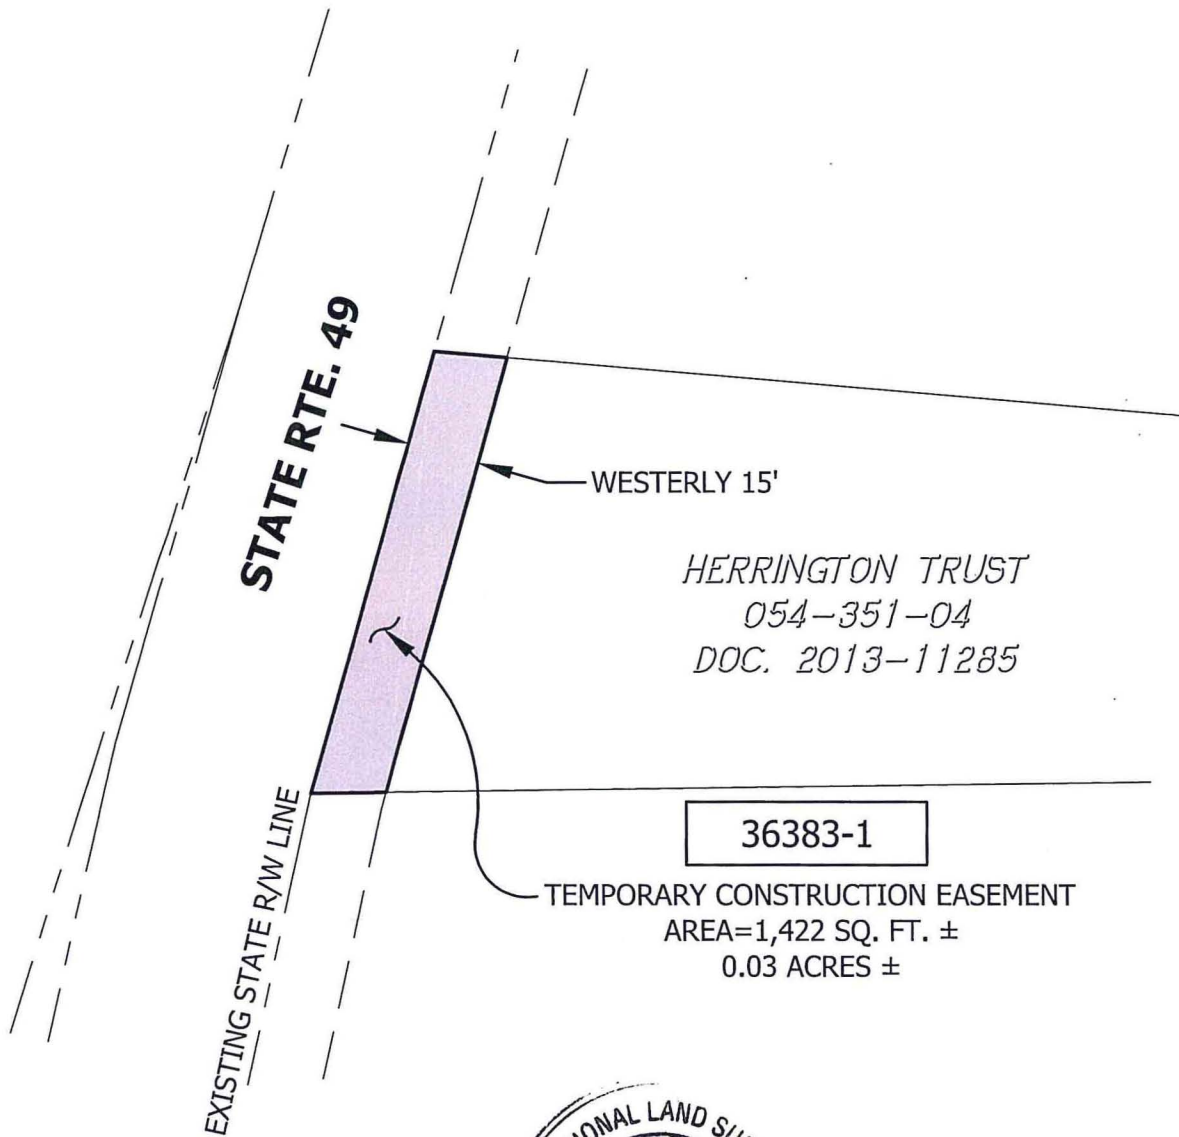 STATE RTE. 49
WESTERLY 15'
HERRINGTON TRUST
054-351-04
DOC. 2013-11285
36383-1
TEMPORARY CONSTRUCTION EASEMENT
AREA=1,422 SQ. FT. ±
0.03 ACRES ±
EXISTING STATE R/W LINE
LAND